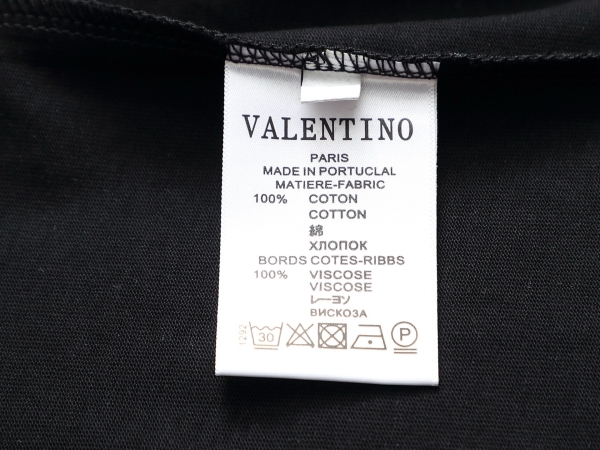 VALENTINO
PARIS
MADE IN PORTUCLAL
MATIERE-FABRIC
100% COTON
COTTON
綿
ХЛОПОК
BORDS COTES-RIBBS
100% VISCOSE
VISCOSE
レーヨン
ВИСКОЗА
1292
30
P